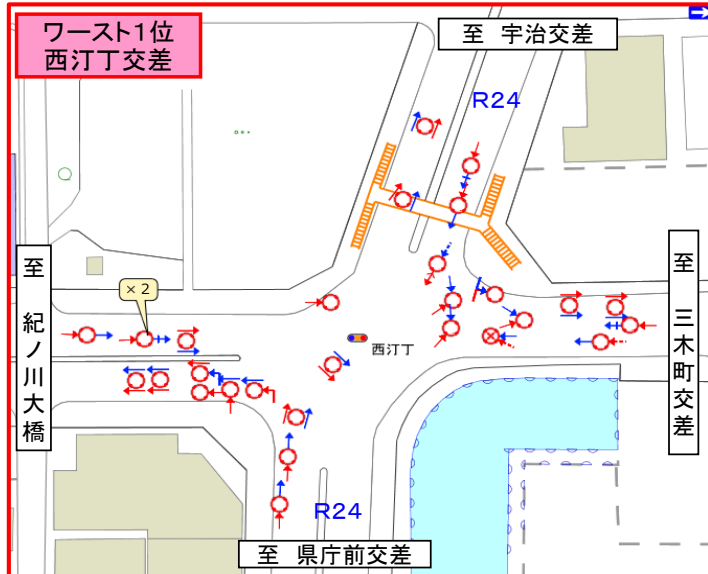 ワースト1位
西汀丁交差
至 宇治交差
R24
至 紀ノ川大橋
×2
西汀丁
至 三木町交差
R24
至 県庁前交差